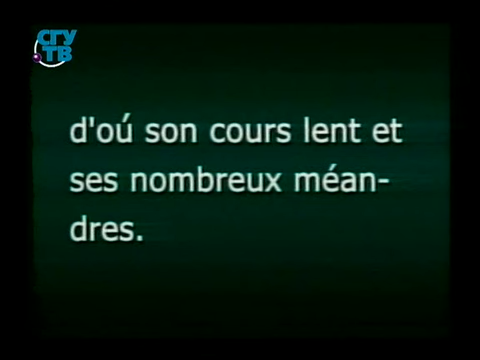 СГУ
ТВ
d'oú son cours lent et
ses nombreux méan-
dres.